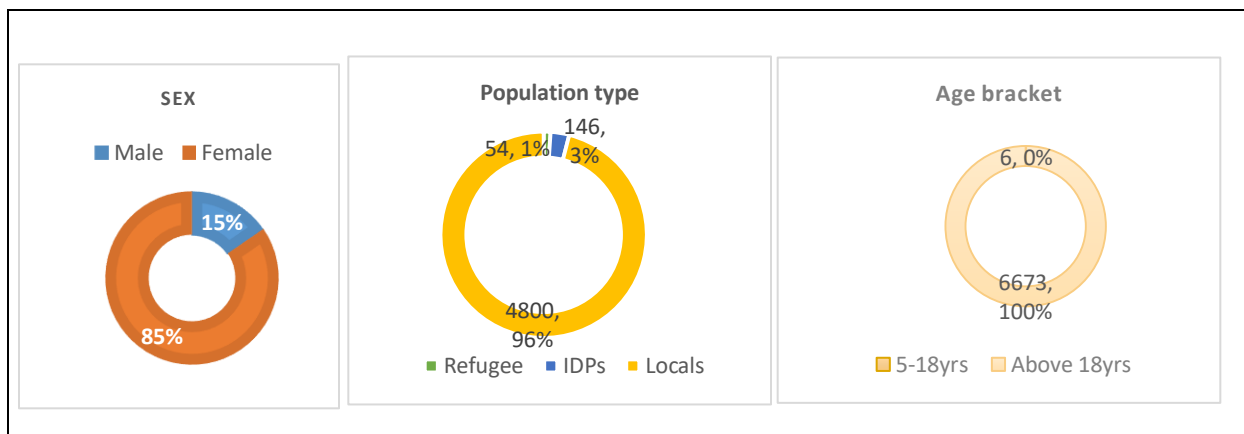 SEX
Male Female
15%
85%
Population type
54, 1%
146,
3%
4800,
96%
Refugee IDPs Locals
Age bracket
6, 0%
6673,
100%
5-18yrs Above 18yrs